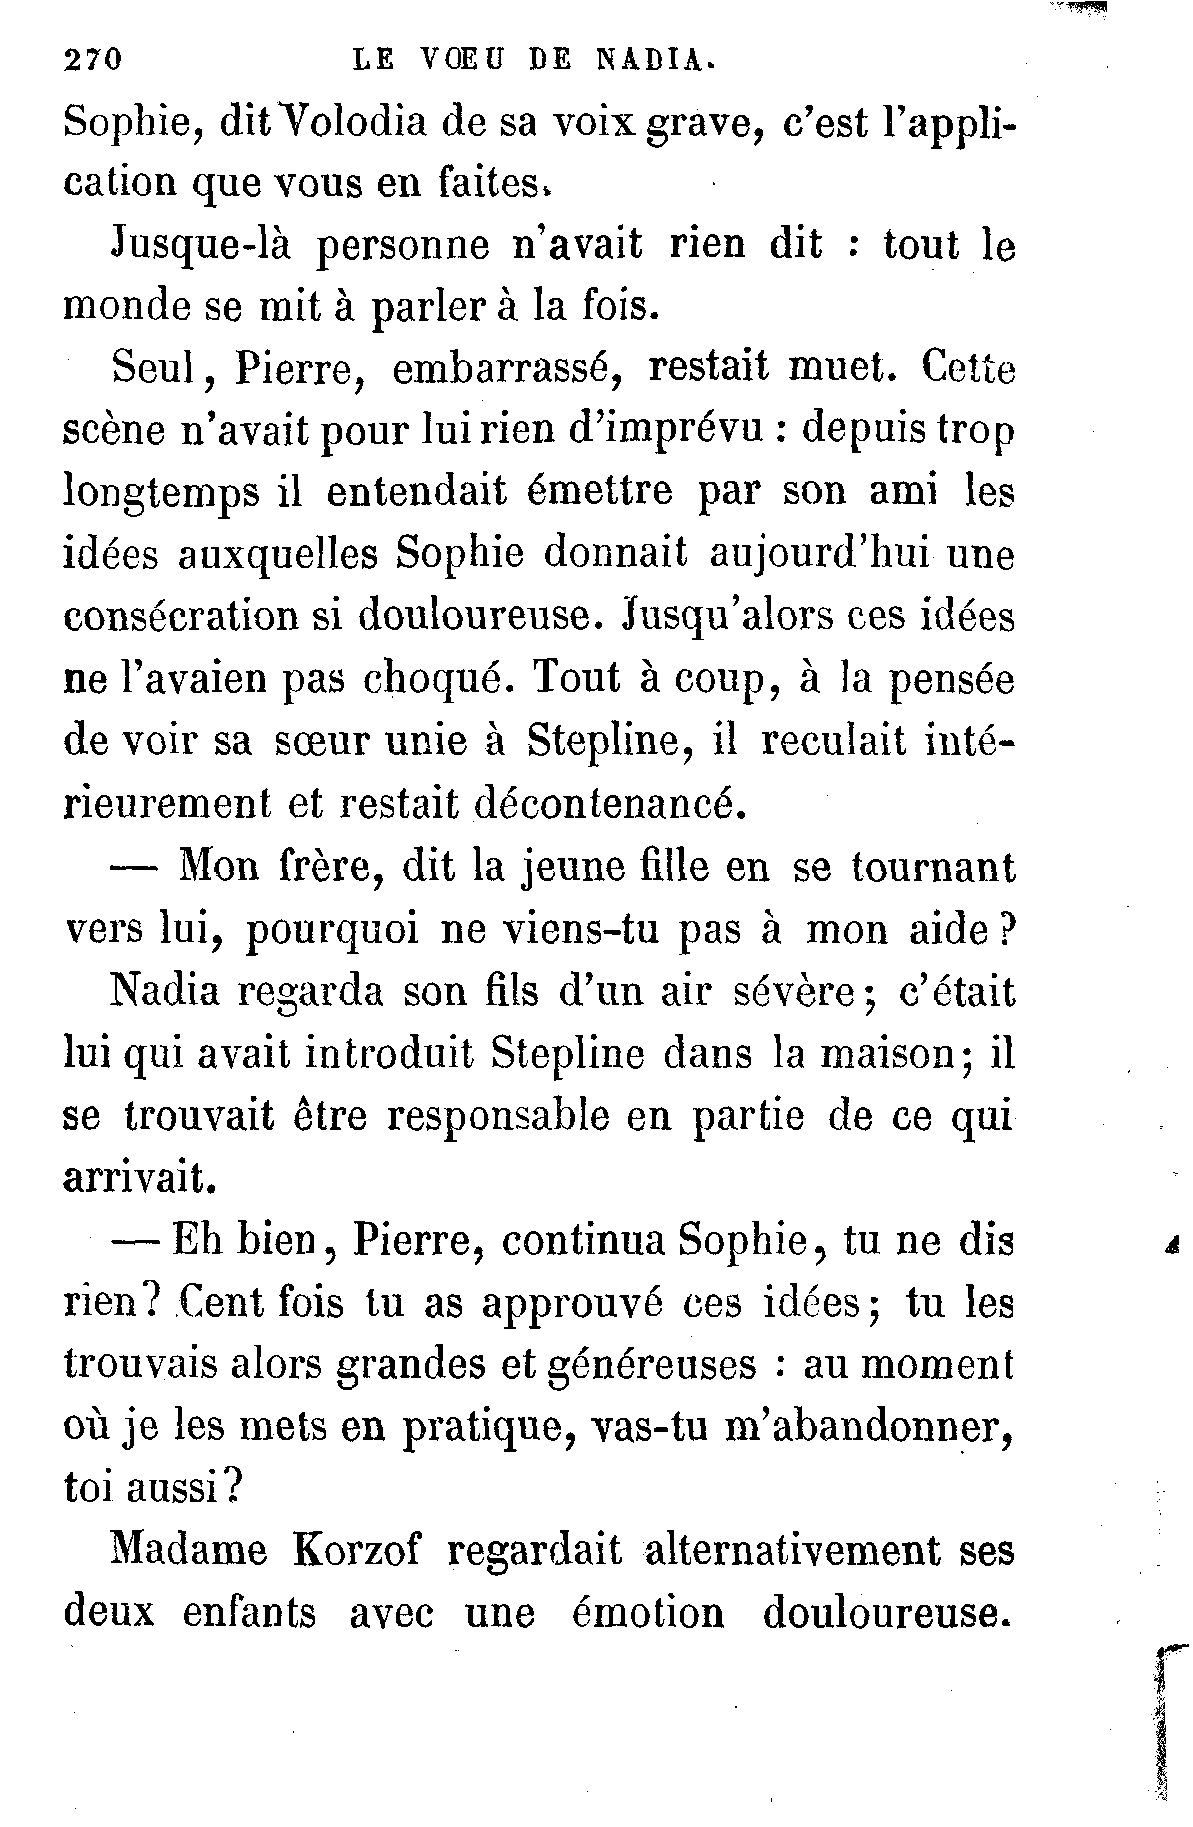 270 LE VŒU DE NADIA.
Sophie, dit Volodia de sa voix grave, c'est l'appli-
cation que vous en faites.
Jusque-là personne n'avait rien dit : tout le
monde se mit à parler à la fois.
Seul, Pierre, embarrassé, restait muet. Cette
scène n'avait pour lui rien d'imprévu : depuis trop
longtemps il entendait émettre par son ami les
idées auxquelles Sophie donnait aujourd'hui une
consécration si douloureuse. Jusqu'alors ces idées
ne l'avaien pas choqué. Tout à coup, à la pensée
de voir sa sœur unie à Stepline, il reculait inté-
rieurement et restait décontenancé.
— Mon frère, dit la jeune fille en se tournant
vers lui, pourquoi ne viens-tu pas à mon aide ?
Nadia regarda son fils d'un air sévère ; c'était
lui qui avait introduit Stepline dans la maison ; il
se trouvait être responsable en partie de ce qui
arrivait.
— Eh bien, Pierre, continua Sophie, tu ne dis
rien ? Cent fois tu as approuvé ces idées ; tu les
trouvais alors grandes et généreuses : au moment
où je les mets en pratique, vas-tu m'abandonner,
toi aussi ?
Madame Korzof regardait alternativement ses
deux enfants avec une émotion douloureuse.